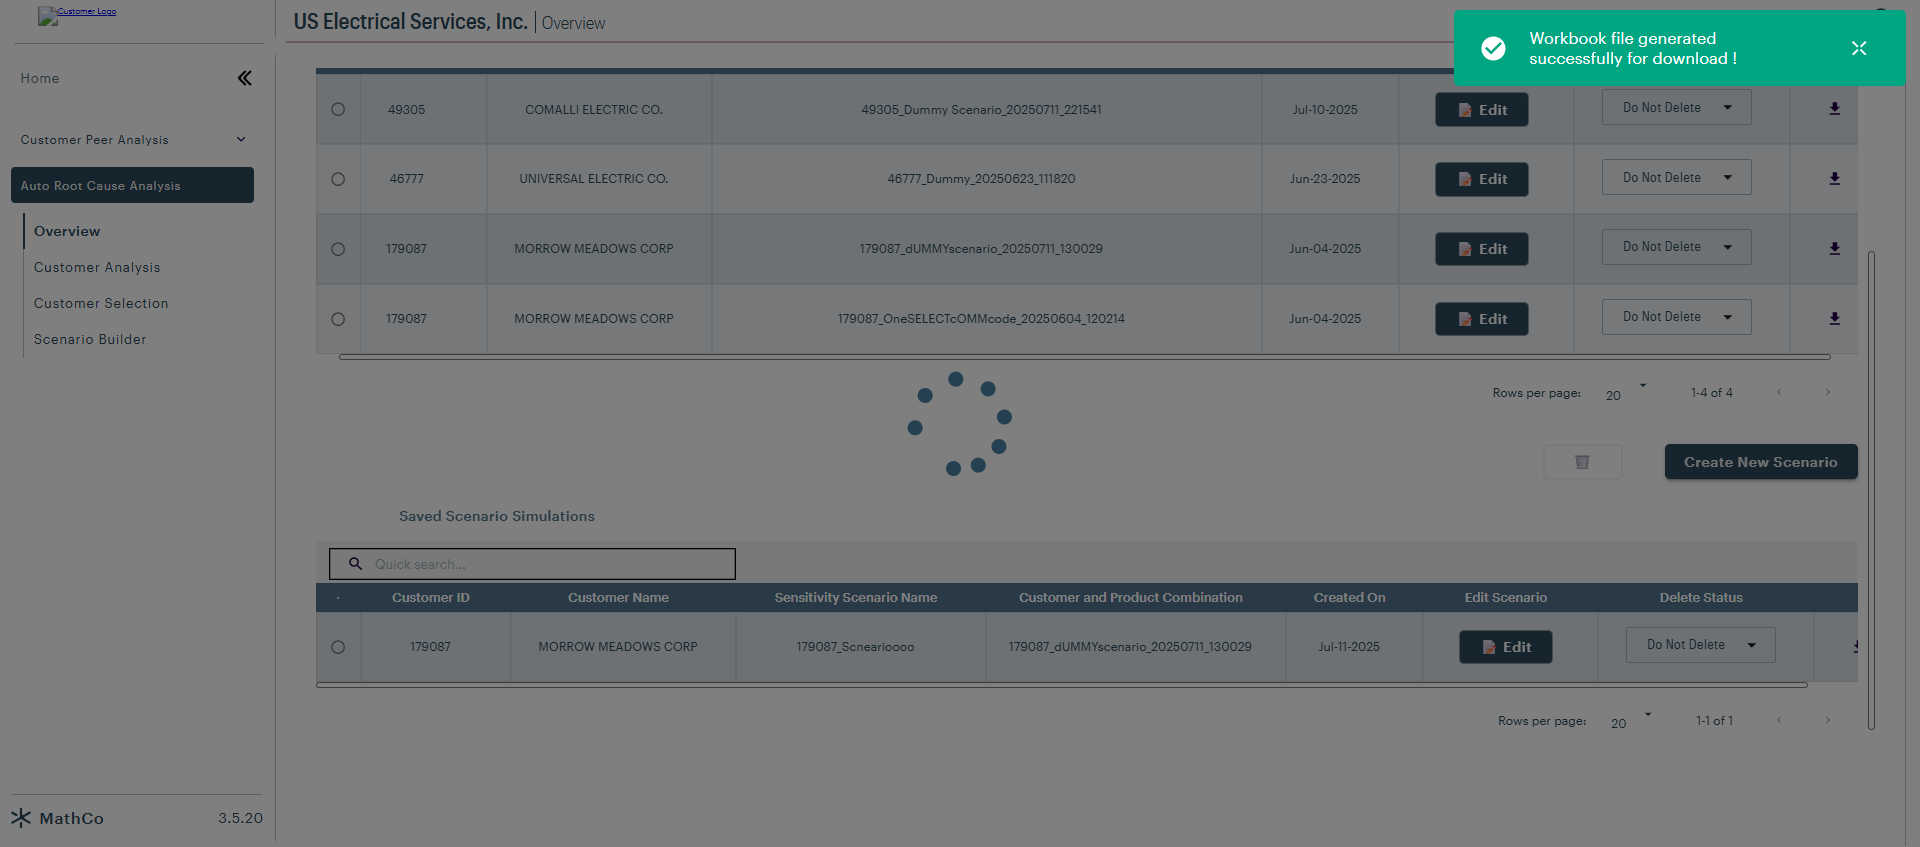 Customer Logo
US Electrical Services, Inc. | Overview
Workbook file generated
successfully for download !
Home
Customer Peer Analysis
Auto Root Cause Analysis
Overview
Customer Analysis
Customer Selection
Scenario Builder
49305 COMALLI ELECTRIC CO. 49305_Dummy Scenario_20250711_221541 Jul-10-2025 Edit Do Not Delete
46777 UNIVERSAL ELECTRIC CO. 46777_Dummy_20250623_111820 Jun-23-2025 Edit Do Not Delete
179087 MORROW MEADOWS CORP 179087_dUMMYscenario_20250711_130029 Jun-04-2025 Edit Do Not Delete
179087 MORROW MEADOWS CORP 179087_OneSELECTcOMMcode_20250604_120214 Jun-04-2025 Edit Do Not Delete
Rows per page: 20 1-4 of 4
Create New Scenario
Saved Scenario Simulations
Quick search...
Customer ID Customer Name Sensitivity Scenario Name Customer and Product Combination Created On Edit Scenario Delete Status
179087 MORROW MEADOWS CORP 179087_Scnearioooo 179087_dUMMYscenario_20250711_130029 Jul-11-2025 Edit Do Not Delete
Rows per page: 20 1-1 of 1
MathCo 3.5.20